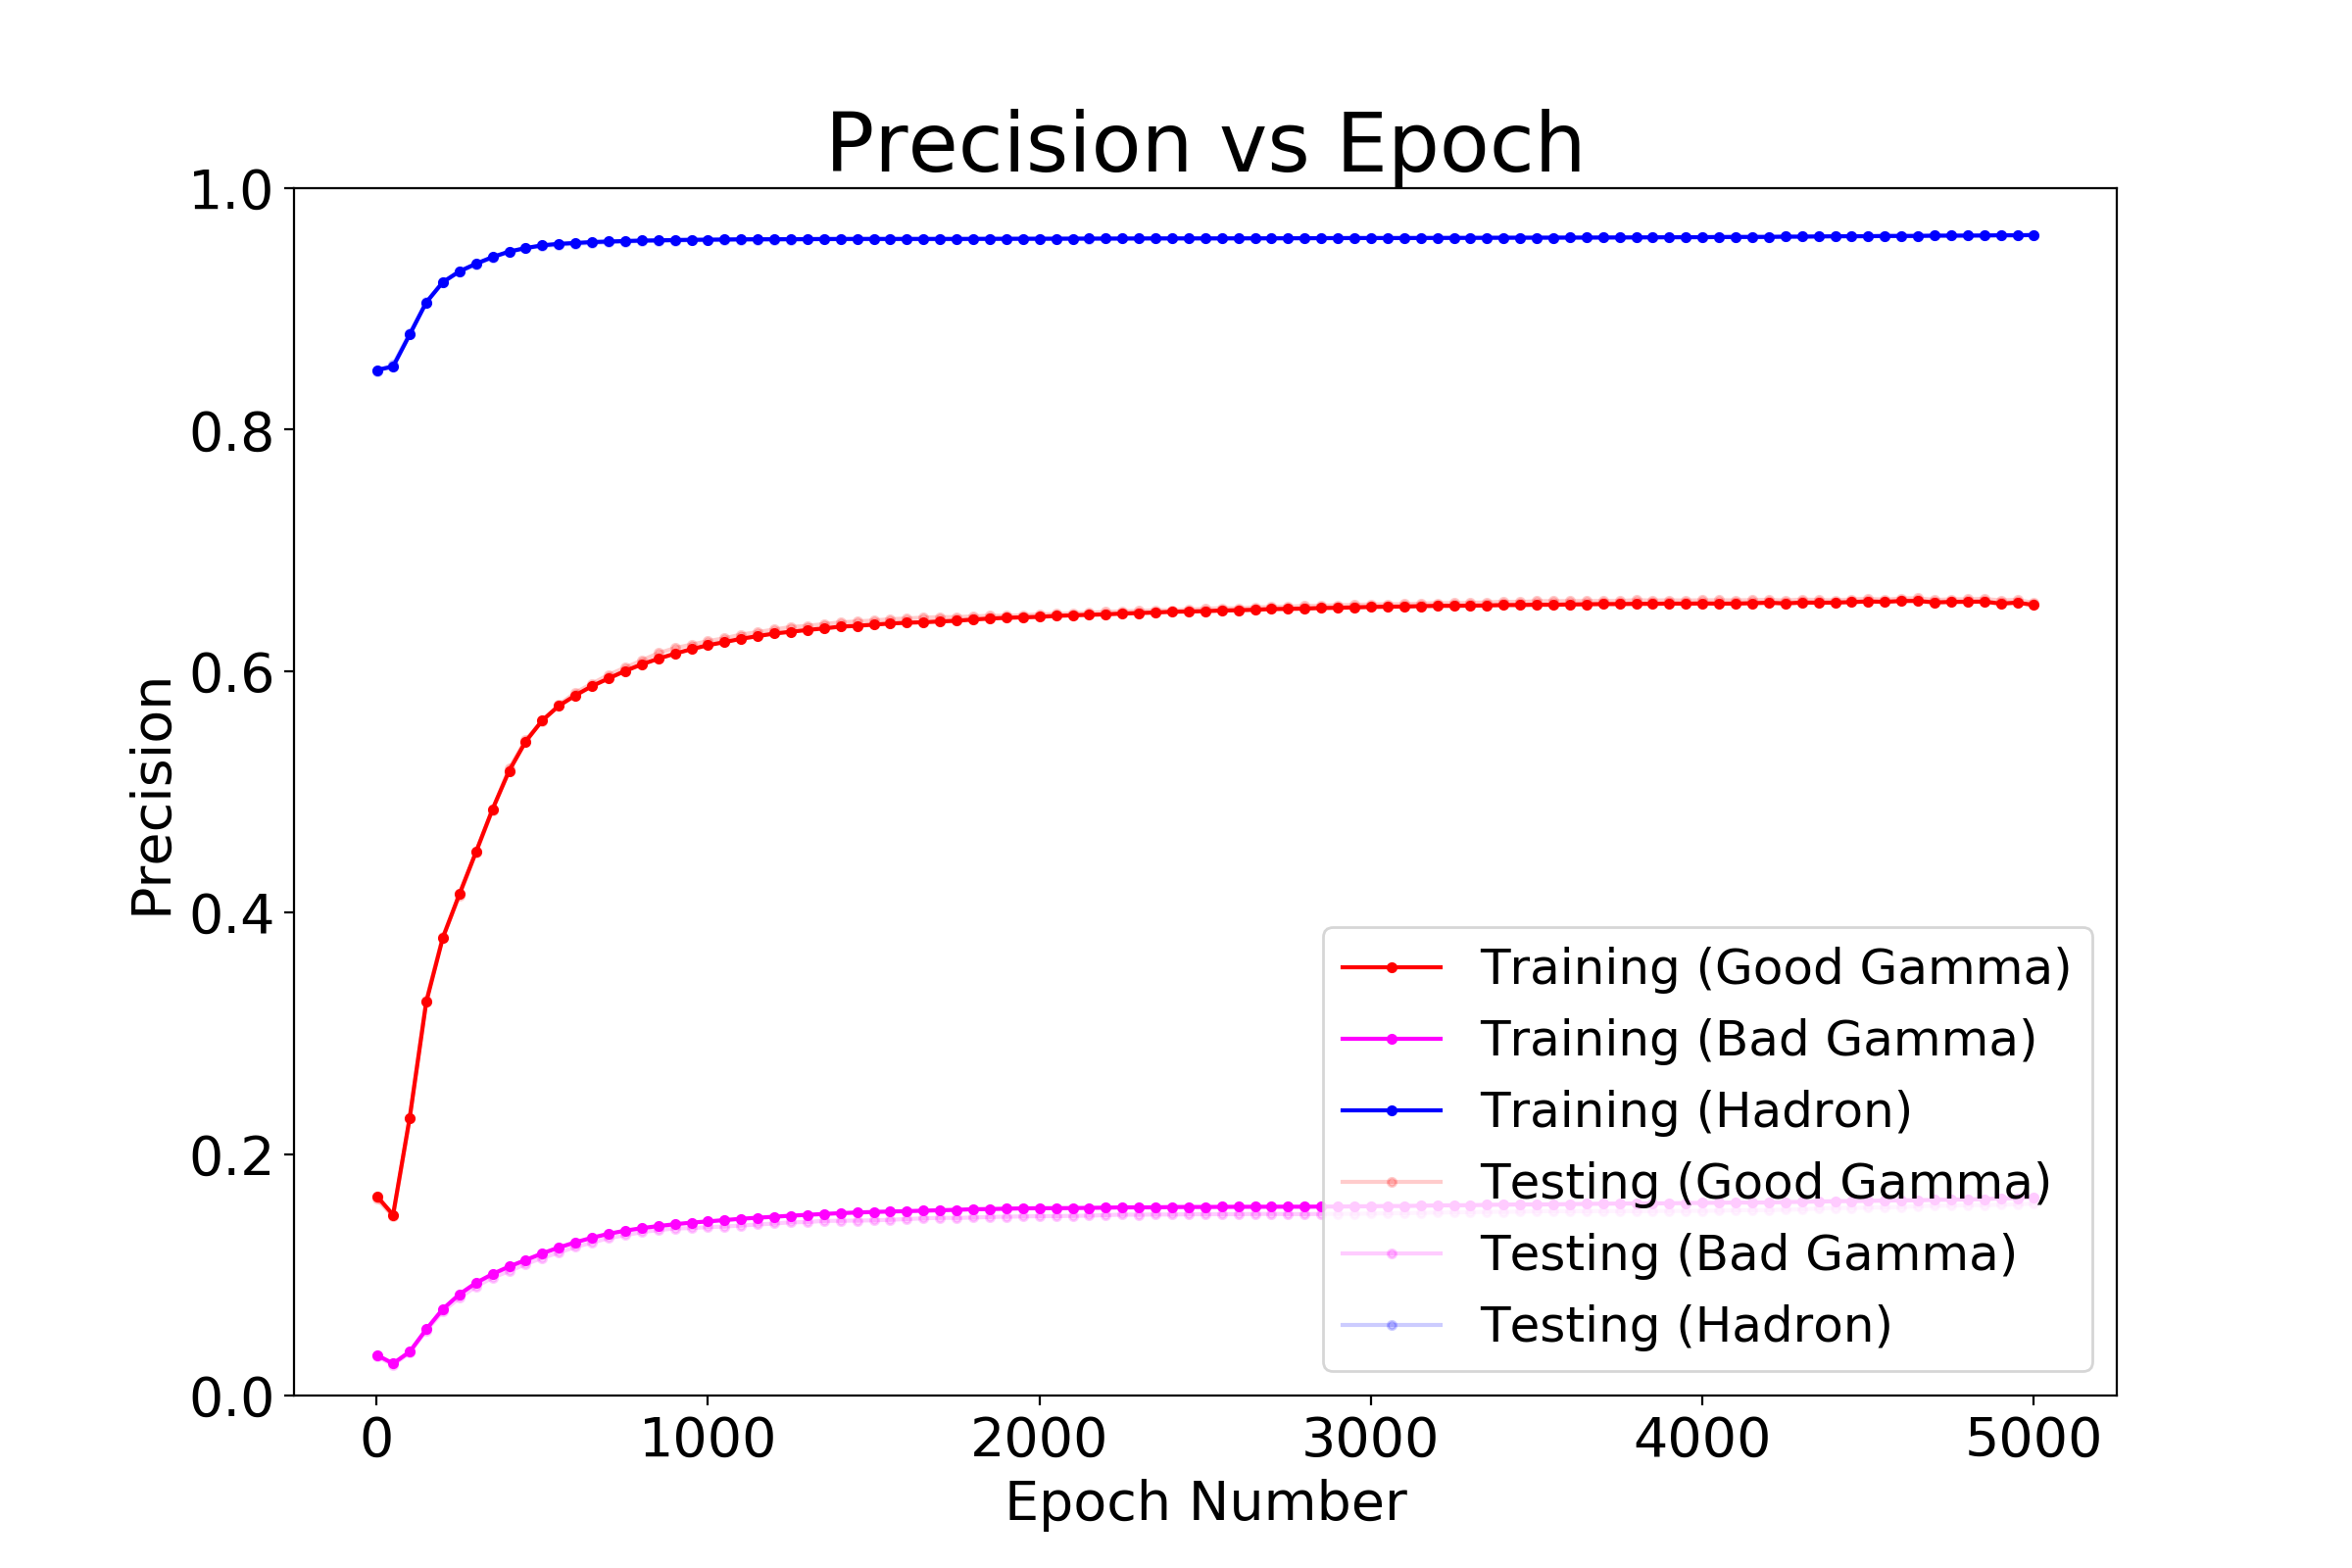 Precision vs Epoch
1.0
0.8
0.6
0.4
0.2
0.0
Precision
Training (Good Gamma)
Training (Bad Gamma)
Training (Hadron)
Testing (Good Gamma)
Testing (Bad Gamma)
Testing (Hadron)
0 1000 2000 3000 4000 5000
Epoch Number